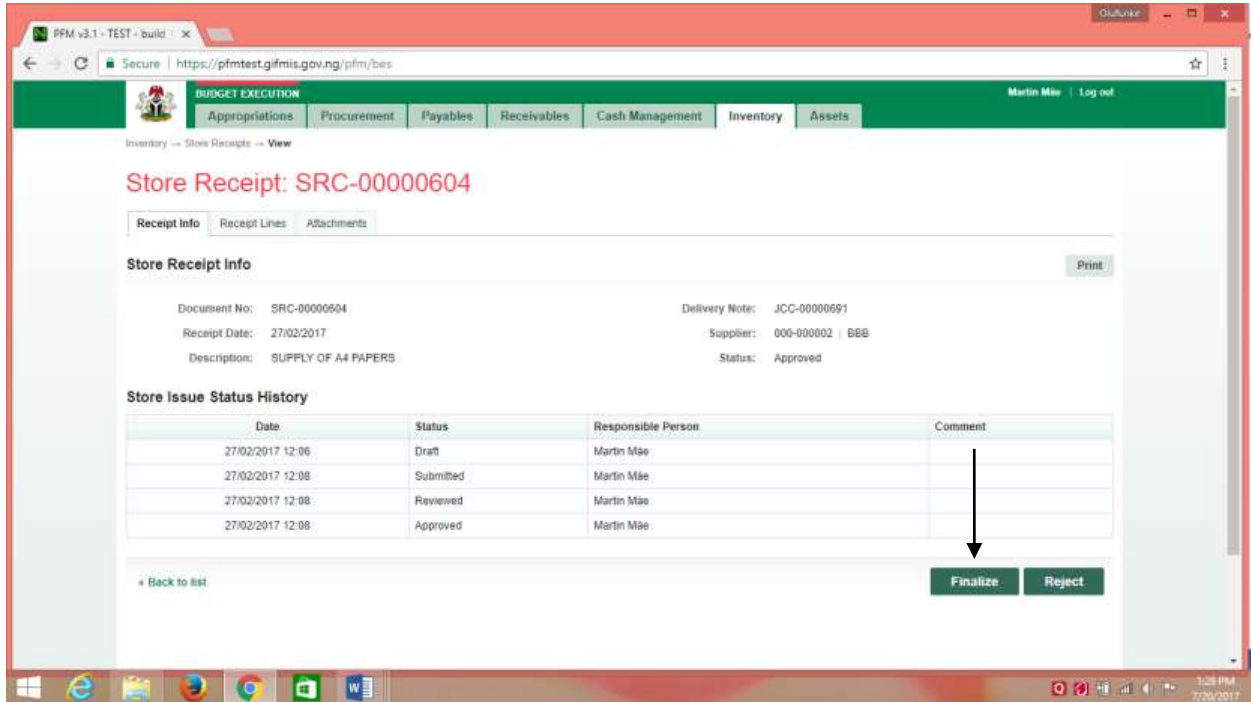 Olufunke
PFM v3.1 - TEST - build
Secure | https://pfmtest.gifmis.gov.ng/pfm/bes
BUDGET EXECUTION
Martin Mäe | Log out
Appropriations Procurement Payables Receivables Cash Management Inventory Assets
Inventory → Store Receipts → View
Store Receipt: SRC-00000604
Receipt Info Receipt Lines Attachments
Store Receipt Info
Print
Document No: SRC-00000604 Delivery Note: JCC-00000691
Receipt Date: 27/02/2017 Supplier: 000-000002 | BBB
Description: SUPPLY OF A4 PAPERS Status: Approved
Store Issue Status History
Date Status Responsible Person Comment
27/02/2017 12:06 Draft Martin Mäe
27/02/2017 12:08 Submitted Martin Mäe
27/02/2017 12:08 Reviewed Martin Mäe
27/02/2017 12:08 Approved Martin Mäe
« Back to list Finalize Reject
1:28 PM
7/20/2017